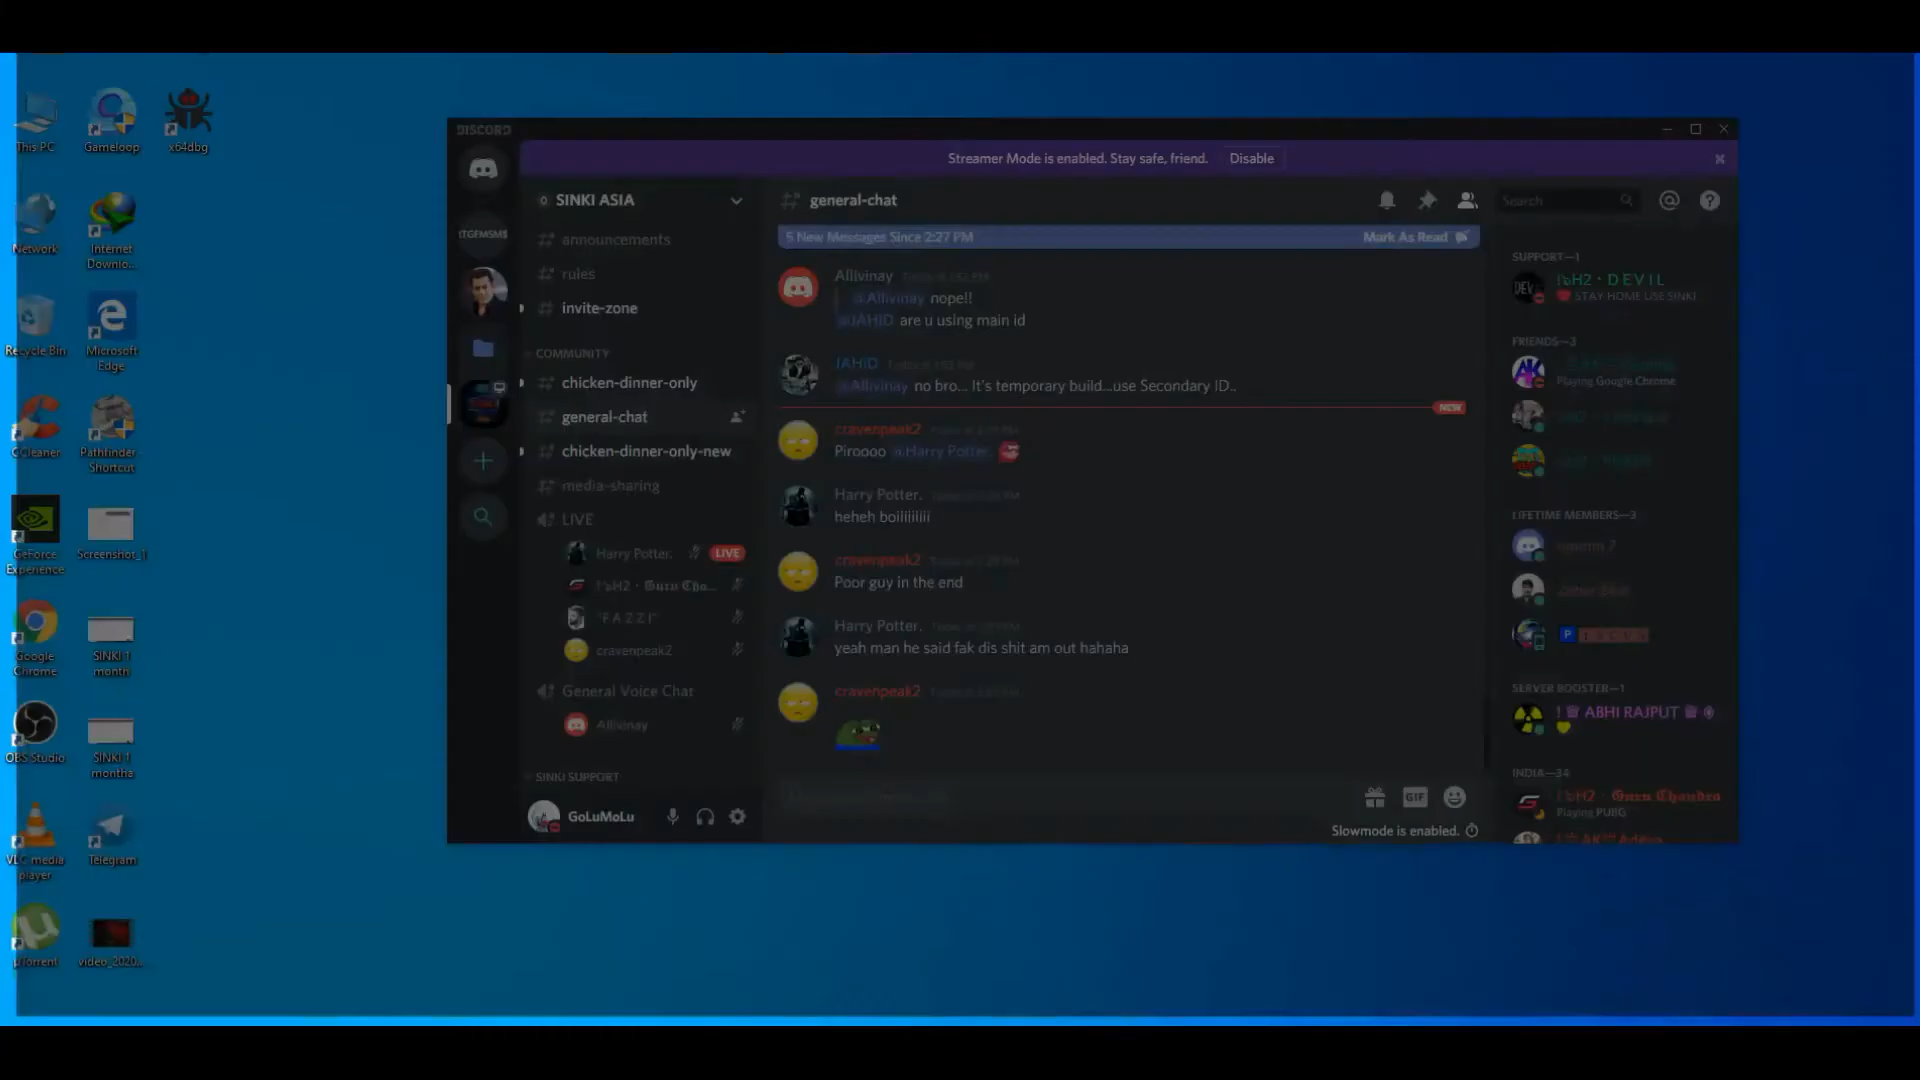 This PC
Gameloop
x64dbg
Network
Internet
Downlo...
Recycle Bin
Microsoft
Edge
CCleaner
Pathfinder -
Shortcut
GeForce
Experience
Screenshot_1
Google
Chrome
SINKI 1
month
OBS Studio
SINKI 1
montha
VLC media
player
Telegram
µTorrent
video_2020...
DISCORD
Streamer Mode is enabled. Stay safe, friend.
Disable
SINKI ASIA
announcements
rules
invite-zone
COMMUNITY
chicken-dinner-only
general-chat
chicken-dinner-only-new
media-sharing
LIVE
Harry Potter.
LIVE
"F A Z Z I"
cravenpeak2
General Voice Chat
Allivinay
SINKI SUPPORT
GoLuMoLu
general-chat
Search
5 New Messages Since 2:27 PM
Mark As Read
Allivinay
@Allivinay nope!!
@JAHID are u using main id
JAHID
@Allivinay no bro... It's temporary build...use Secondary ID..
NEW
cravenpeak2
Piroooo @Harry Potter.
Harry Potter.
heheh boiiiiiiiii
cravenpeak2
Poor guy in the end
Harry Potter.
yeah man he said fak dis shit am out hahaha
cravenpeak2
GIF
Slowmode is enabled.
SUPPORT—1
D E V I L
STAY HOME USE SINKI
FRIENDS—3
Playing Google Chrome
LIFETIME MEMBERS—3
SERVER BOOSTER—1
! ♕ ABHI RAJPUT ♕
INDIA—34
Guru Chandra
Playing PUBG